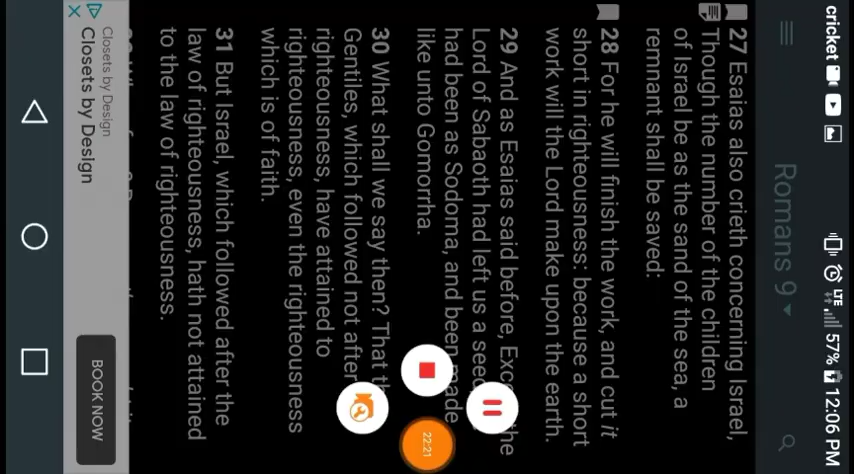 cricket
LTE
57%
12:06 PM
Romans 9
27 Esaias also crieth concerning Israel,
Though the number of the children
of Israel be as the sand of the sea, a
remnant shall be saved:
28 For he will finish the work, and cut it
short in righteousness: because a short
work will the Lord make upon the earth.
29 And as Esaias said before, the
Lord of Sabaoth had left us a
had been as Sodoma, and been made
like unto Gomorrha.
30 What shall we say then? That
Gentiles, which followed not after
righteousness, have attained to
righteousness, even the righteousness
which is of faith.
31 But Israel, which followed after the
law of righteousness, hath not attained
to the law of righteousness.
22:21
Closets by Design
Closets by Design
BOOK NOW